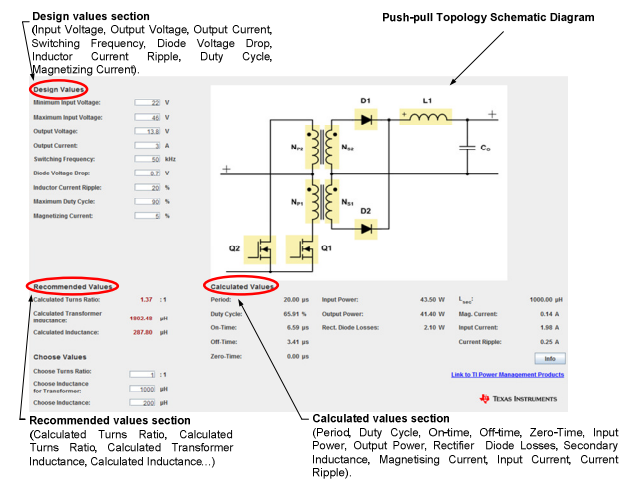 Design values section
(Input Voltage, Output Voltage, Output Current,
Switching Frequency, Diode Voltage Drop,
Inductor Current Ripple, Duty Cycle,
Magnetizing Current).
Push-pull Topology Schematic Diagram
Design Values
Minimum Input Voltage: 22 V
Maximum Input Voltage: 45 V
Output Voltage: 13.8 V
Output Current: 3 A
Switching Frequency: 50 kHz
Diode Voltage Drop: 0.7 V
Inductor Current Ripple: 20 %
Maximum Duty Cycle: 90 %
Magnetizing Current: 5 %
D1
L1
+
+
NP2
NS2
Co
+
NP1
NS1
D2
Q2
Q1
Recommended Values
Calculated Turns Ratio: 1.37 :1
Calculated Transformer
Inductance: 1902.48 µH
Calculated Inductance: 287.80 µH
Choose Values
Choose Turns Ratio: 1 :1
Choose Inductance
for Transformer: 1000 µH
Choose Inductance: 200 µH
Calculated Values
Period: 20.00 µs Input Power: 43.50 W Lsec: 1000.00 µH
Duty Cycle: 65.91 % Output Power: 41.40 W Mag. Current: 0.14 A
On-Time: 6.59 µs Rect. Diode Losses: 2.10 W Input Current: 1.98 A
Off-Time: 3.41 µs Current Ripple: 0.25 A
Zero-Time: 0.00 µs
Info
Link to TI Power Management Products
TEXAS INSTRUMENTS
Recommended values section
(Calculated Turns Ratio, Calculated
Turns Ratio, Calculated Transformer
Inductance, Calculated Inductance...)
Calculated values section
(Period, Duty Cycle, On-time, Off-time, Zero-Time, Input
Power, Output Power, Rectifier Diode Losses, Secondary
Inductance, Magnetising Current, Input Current, Current
Ripple).